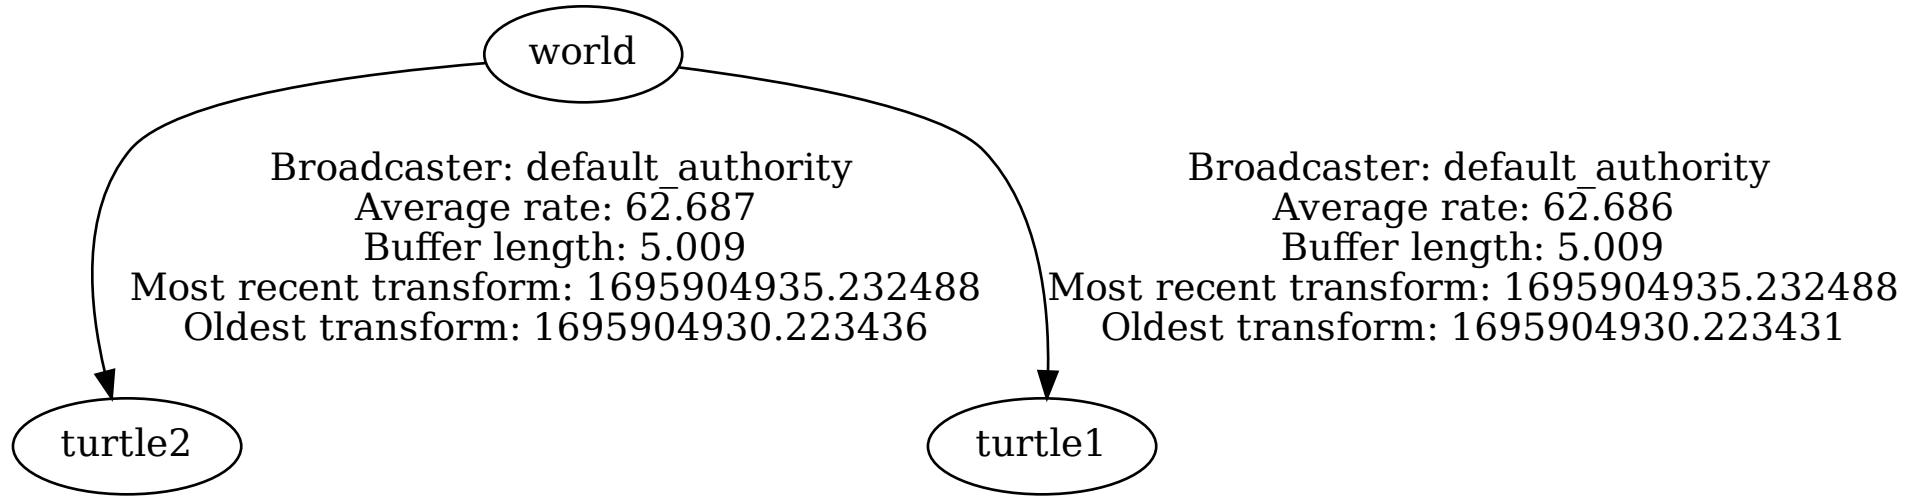 world
Broadcaster: default_authority
Average rate: 62.687
Buffer length: 5.009
Most recent transform: 1695904935.232488
Oldest transform: 1695904930.223436
Broadcaster: default_authority
Average rate: 62.686
Buffer length: 5.009
Most recent transform: 1695904935.232488
Oldest transform: 1695904930.223431
turtle2
turtle1